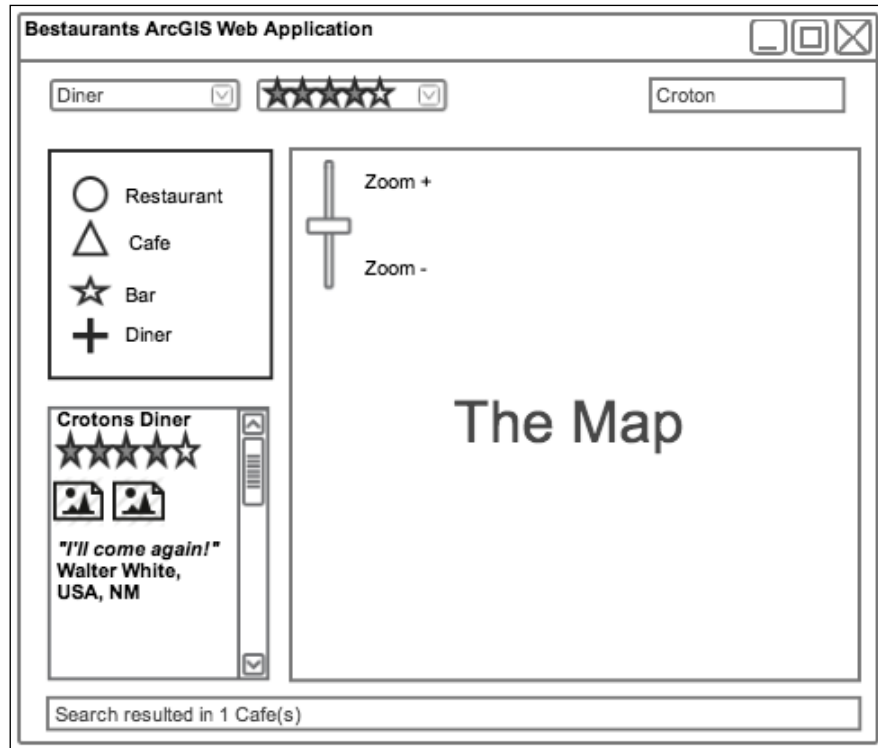 Bestaurants ArcGIS Web Application
Diner
Croton
Restaurant
Cafe
Bar
Diner
Zoom +
Zoom -
The Map
Crotons Diner
"I'll come again!"
Walter White,
USA, NM
Search resulted in 1 Cafe(s)